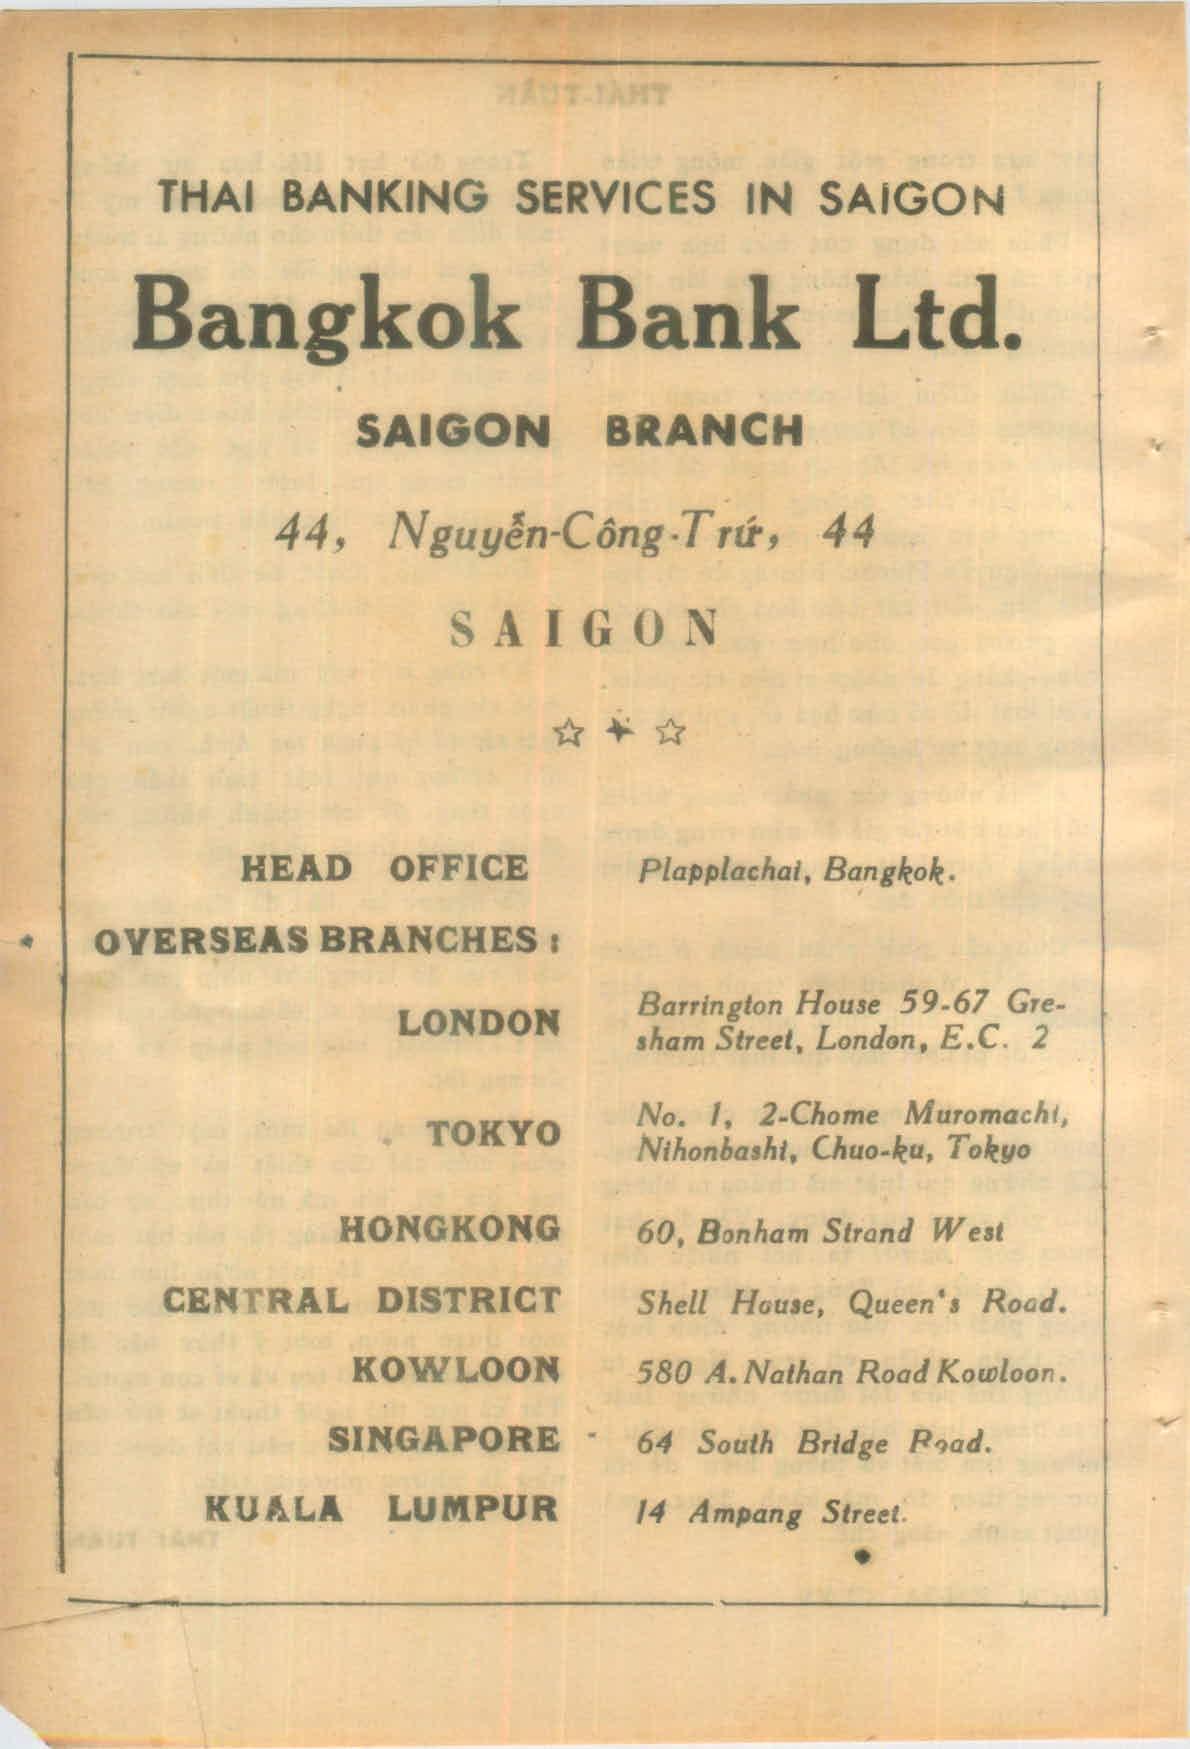 THAI BANKING SERVICES IN SAIGON
Bangkok Bank Ltd.
SAIGON BRANCH
44, Nguyễn-Công-Trứ, 44
SAIGON
HEAD OFFICE Plapplachai, Bangkok.
OVERSEAS BRANCHES :
LONDON Barrington House 59-67 Gre-
sham Street, London, E.C. 2
TOKYO No. 1, 2-Chome Muromachi,
Nihonbashi, Chuo-ku, Tokyo
HONGKONG 60, Bonham Strand West
CENTRAL DISTRICT Shell House, Queen's Road.
KOWLOON 580 A. Nathan Road Kowloon.
SINGAPORE - 64 South Bridge Road.
KUALA LUMPUR 14 Ampang Street.